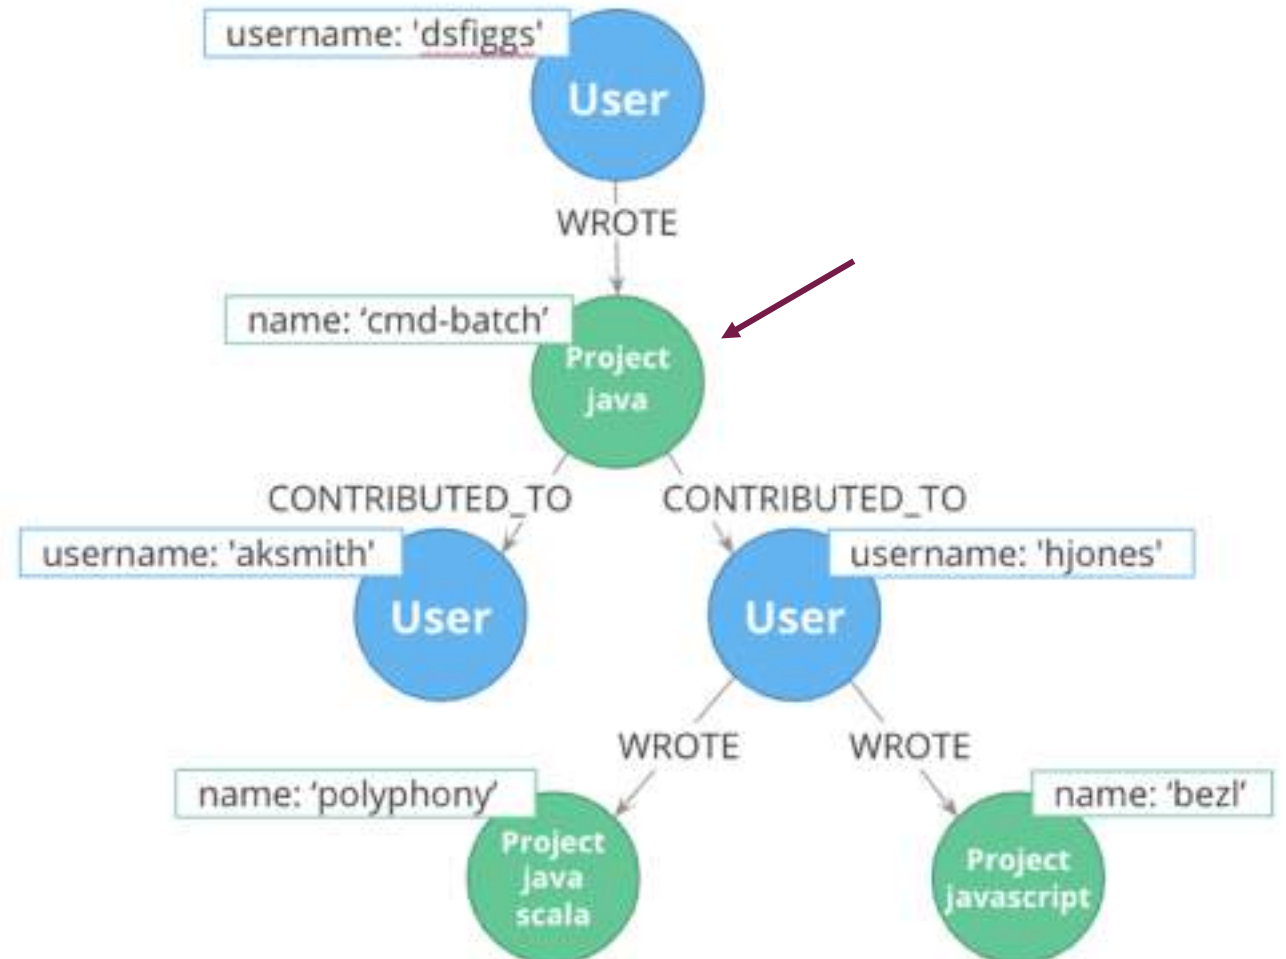 username: 'dsfiggs'
User
WROTE
name: ‘cmd-batch’
Project
java
CONTRIBUTED_TO CONTRIBUTED_TO
username: 'aksmith'
User
username: 'hjones'
User
WROTE WROTE
name: ‘polyphony’
Project
java
scala
name: ‘bezl’
Project
javascript